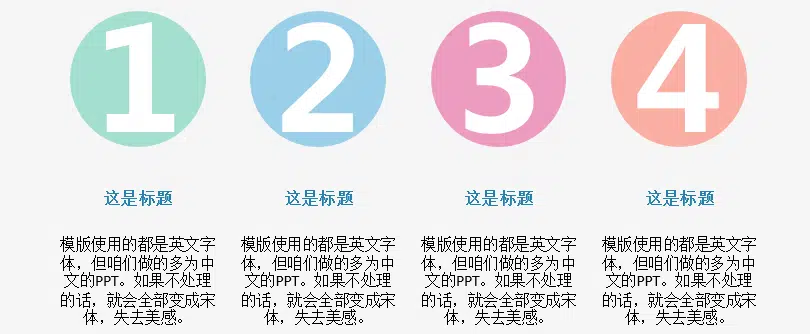 1
2
3
4
这是标题
这是标题
这是标题
这是标题
模版使用的都是英文字
体，但咱们做的多为中
文的PPT。如果不处理
的话，就会全部变成宋
体，失去美感。
模版使用的都是英文字
体，但咱们做的多为中
文的PPT。如果不处理
的话，就会全部变成宋
体，失去美感。
模版使用的都是英文字
体，但咱们做的多为中
文的PPT。如果不处理
的话，就会全部变成宋
体，失去美感。
模版使用的都是英文字
体，但咱们做的多为中
文的PPT。如果不处理
的话，就会全部变成宋
体，失去美感。